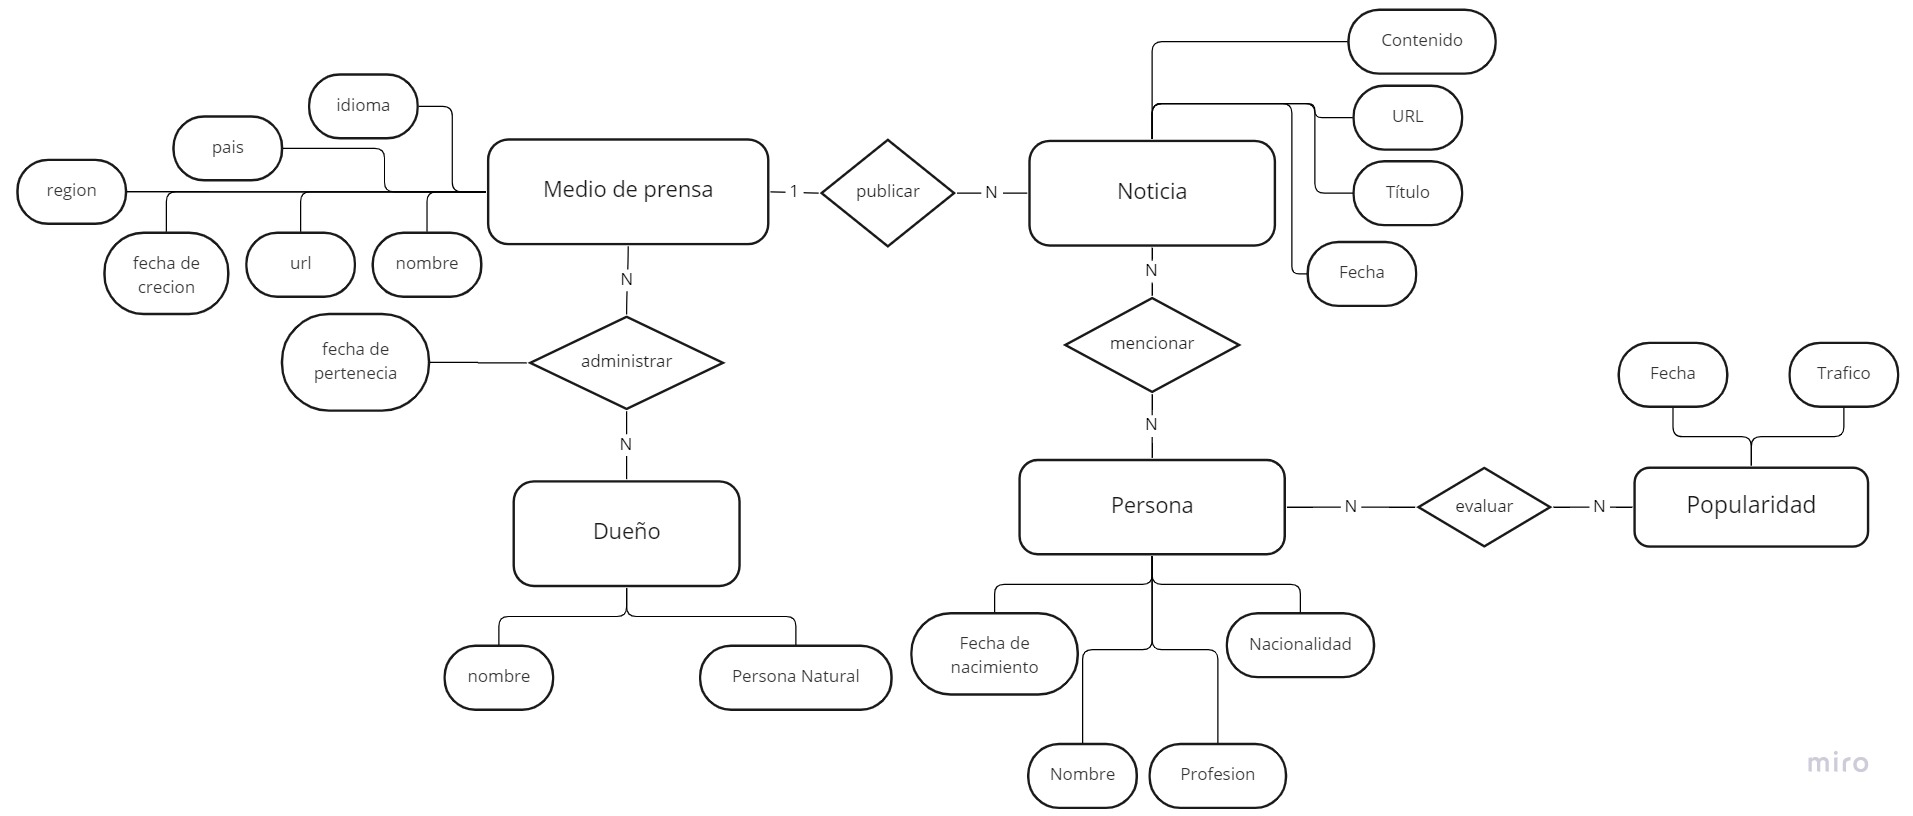 Contenido
idioma
URL
pais
region
Medio de prensa
1
publicar
N
Noticia
Título
fecha de
crecion
url
nombre
N
N
Fecha
fecha de
pertenecia
administrar
mencionar
Fecha
Trafico
N
N
Dueño
Persona
N
evaluar
N
Popularidad
nombre
Persona Natural
Fecha de
nacimiento
Nacionalidad
Nombre
Profesion
miro